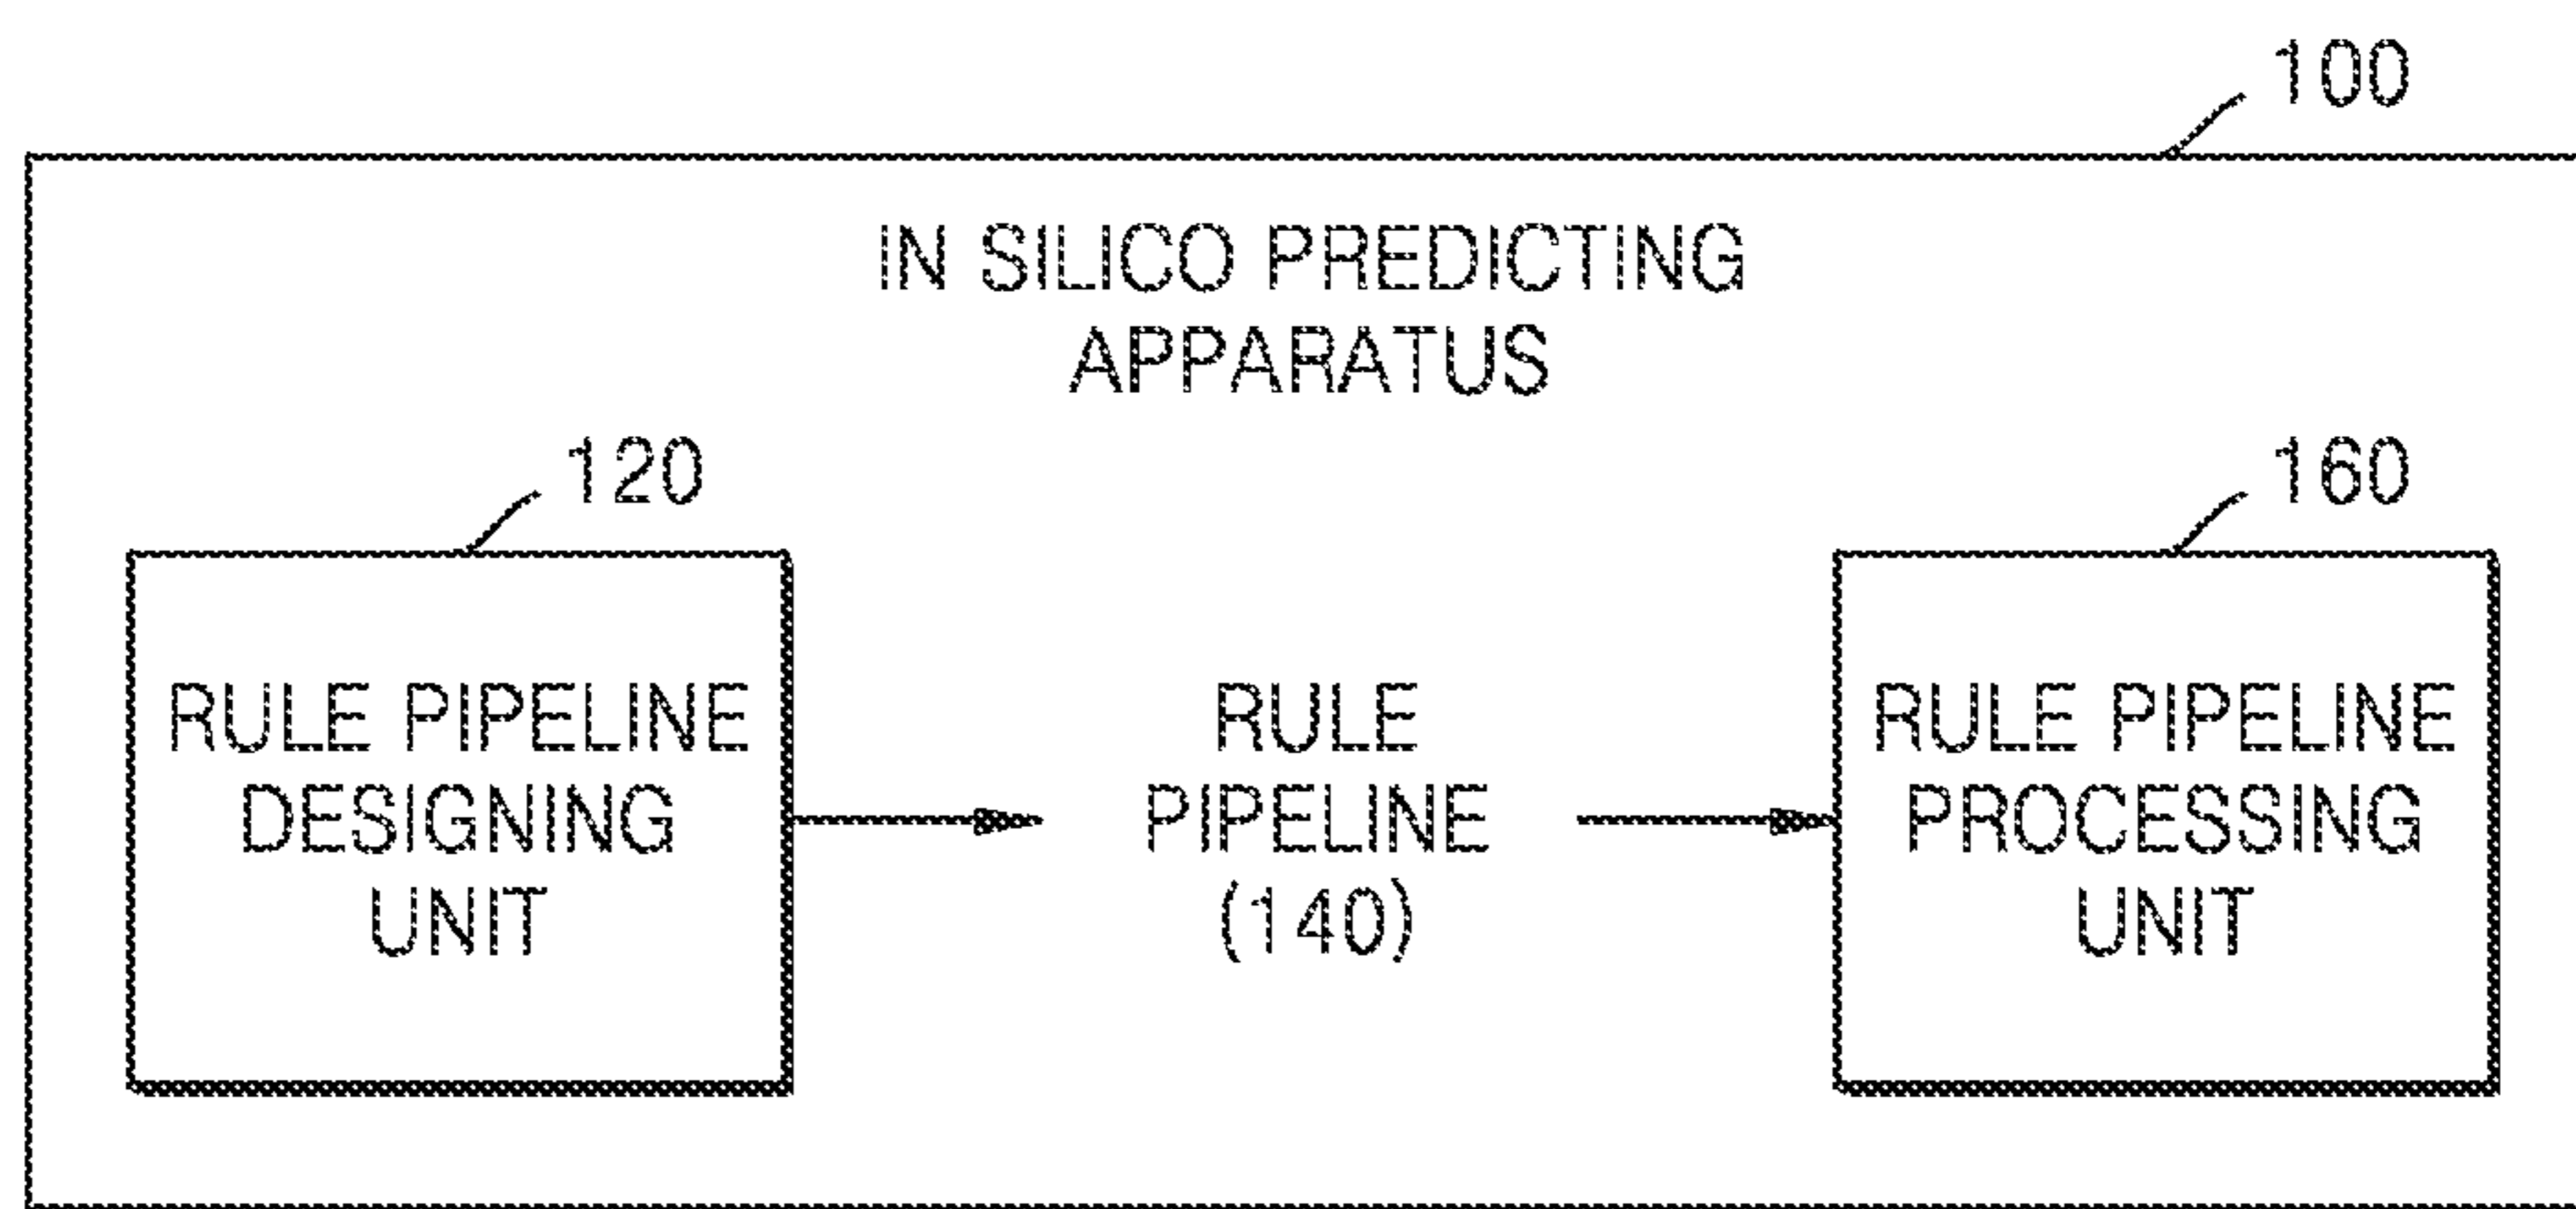 100
IN SILICO PREDICTING
APPARATUS
120
160
RULE PIPELINE
DESIGNING
UNIT
RULE
PIPELINE
(140)
RULE PIPELINE
PROCESSING
UNIT